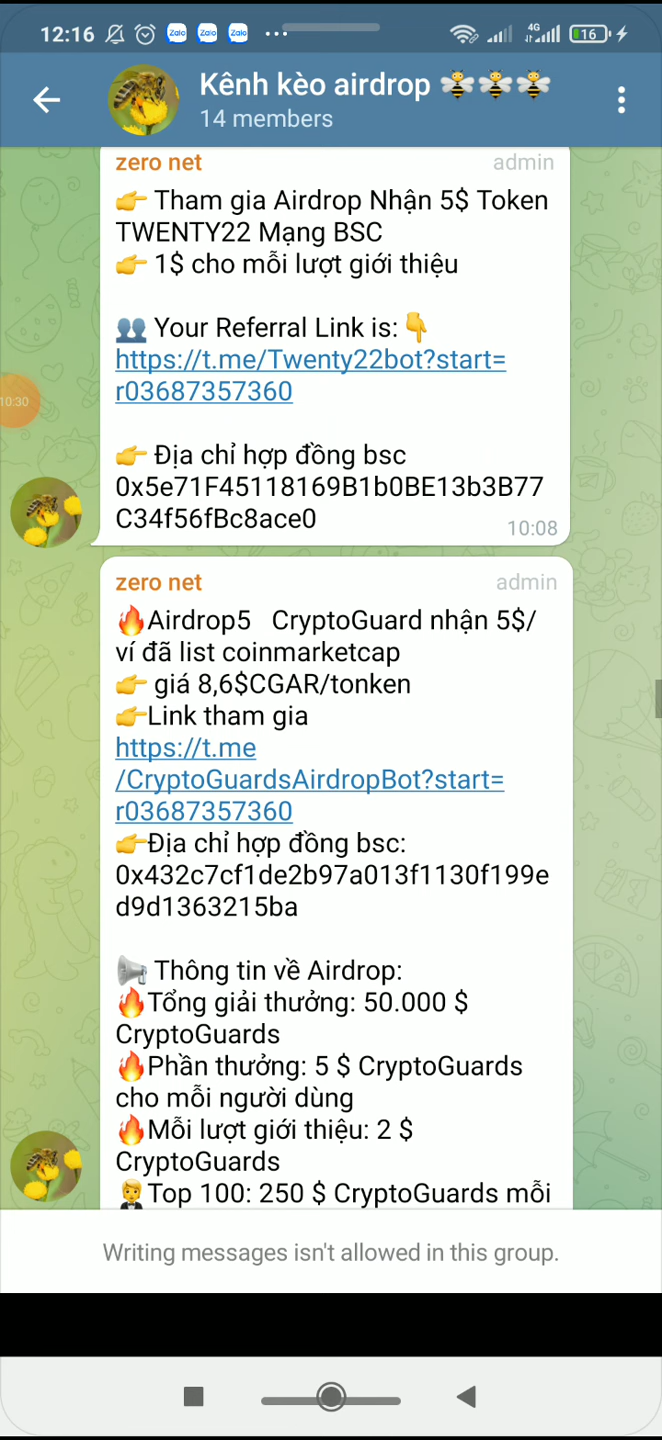 12:16
Zalo
Zalo
Zalo
4G
16
Kênh kèo airdrop
14 members
zero net
admin
👉 Tham gia Airdrop Nhận 5$ Token
TWENTY22 Mạng BSC
👉 1$ cho mỗi lượt giới thiệu
👥 Your Referral Link is:👇
https://t.me/Twenty22bot?start=
r03687357360
10:30
👉 Địa chỉ hợp đồng bsc
0x5e71F45118169B1b0BE13b3B77
C34f56fBc8ace0
10:08
zero net
admin
🔥Airdrop5 CryptoGuard nhận 5$/
ví đã list coinmarketcap
👉 giá 8,6$CGAR/tonken
👉Link tham gia
https://t.me
/CryptoGuardsAirdropBot?start=
r03687357360
👉Địa chỉ hợp đồng bsc:
0x432c7cf1de2b97a013f1130f199e
d9d1363215ba
📢 Thông tin về Airdrop:
🔥Tổng giải thưởng: 50.000 $
CryptoGuards
🔥Phần thưởng: 5 $ CryptoGuards
cho mỗi người dùng
🔥Mỗi lượt giới thiệu: 2 $
CryptoGuards
🤵Top 100: 250 $ CryptoGuards mỗi
Writing messages isn't allowed in this group.